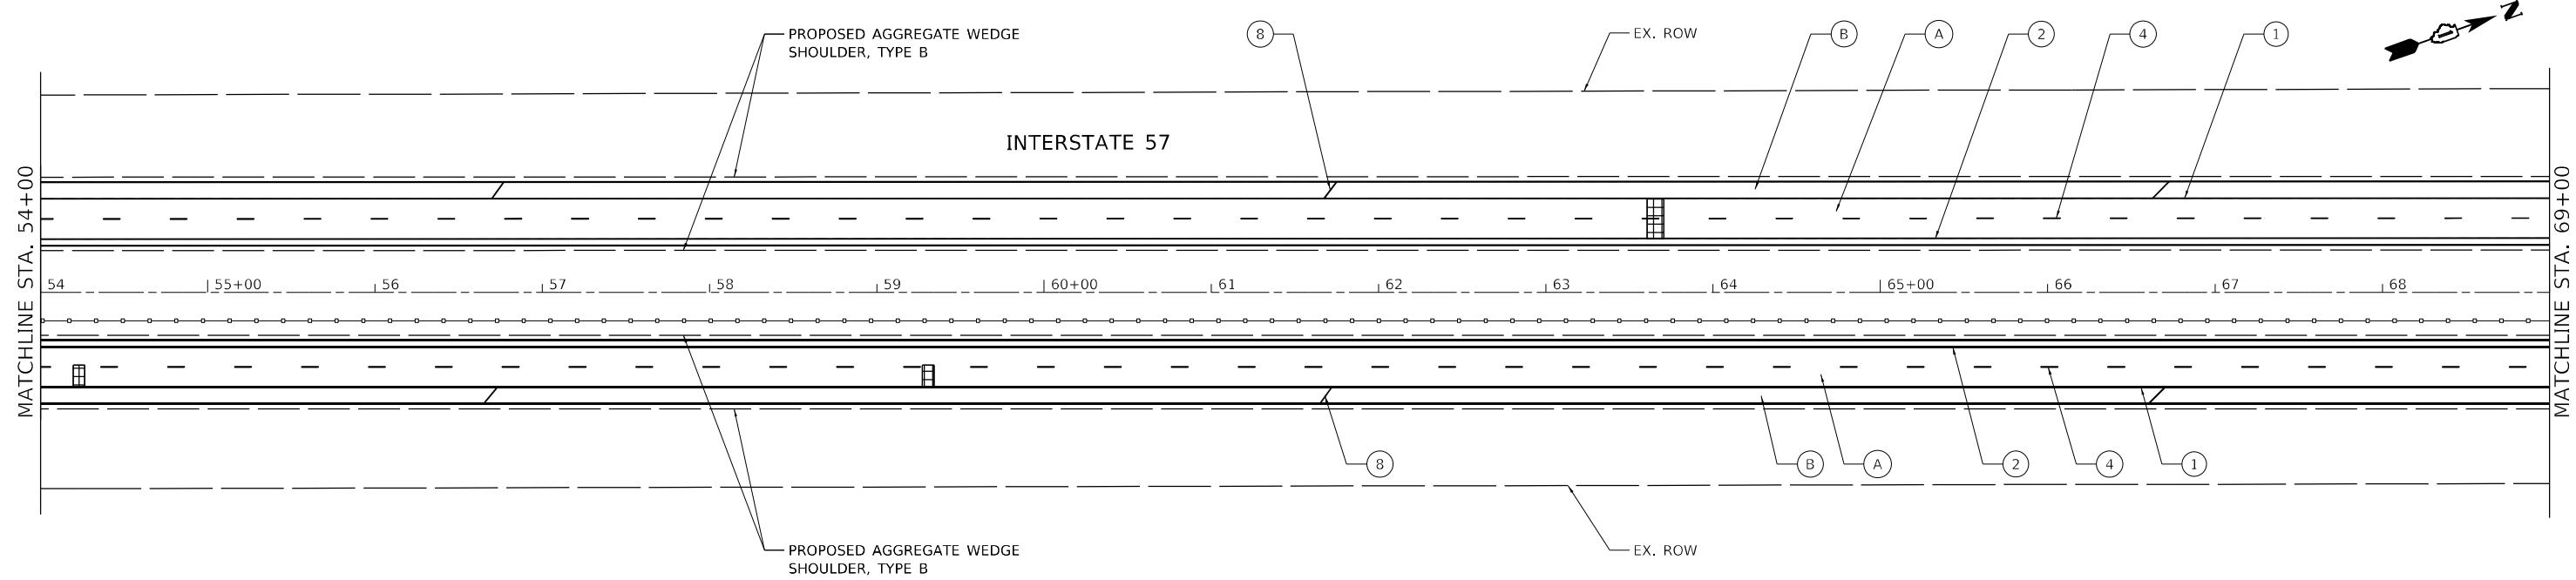 PROPOSED AGGREGATE WEDGE
SHOULDER, TYPE B
8
EX. ROW
B
A
2
4
1
N
INTERSTATE 57
MATCHLINE STA. 54+00
MATCHLINE STA. 69+00
54
55+00
56
57
58
59
60+00
61
62
63
64
65+00
66
67
68
8
B
A
2
4
1
PROPOSED AGGREGATE WEDGE
SHOULDER, TYPE B
EX. ROW